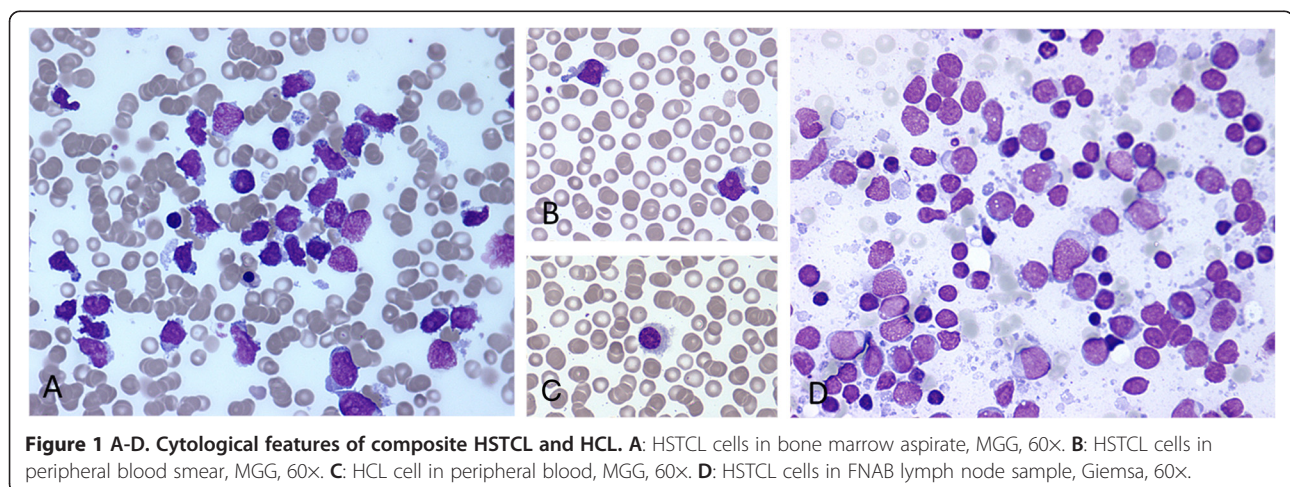 A
B
C
D
Figure 1 A-D. Cytological features of composite HSTCL and HCL. A: HSTCL cells in bone marrow aspirate, MGG, 60×. B: HSTCL cells in
peripheral blood smear, MGG, 60×. C: HCL cell in peripheral blood, MGG, 60×. D: HSTCL cells in FNAB lymph node sample, Giemsa, 60×.